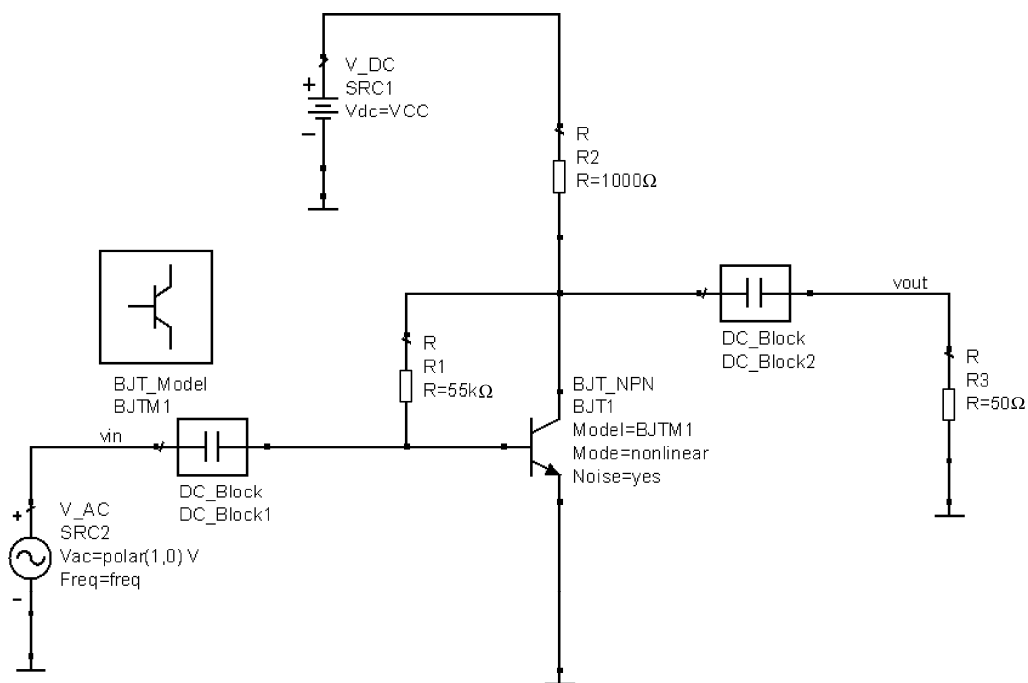 V_DC
SRC1
Vdc=VCC
+
–
R
R2
R=1000Ω
BJT_Model
BJTM1
R
R1
R=55kΩ
vout
DC_Block
DC_Block2
R
R3
R=50Ω
BJT_NPN
BJT1
Model=BJTM1
Mode=nonlinear
Noise=yes
vin
DC_Block
DC_Block1
+
V_AC
SRC2
Vac=polar(1,0) V
Freq=freq
–